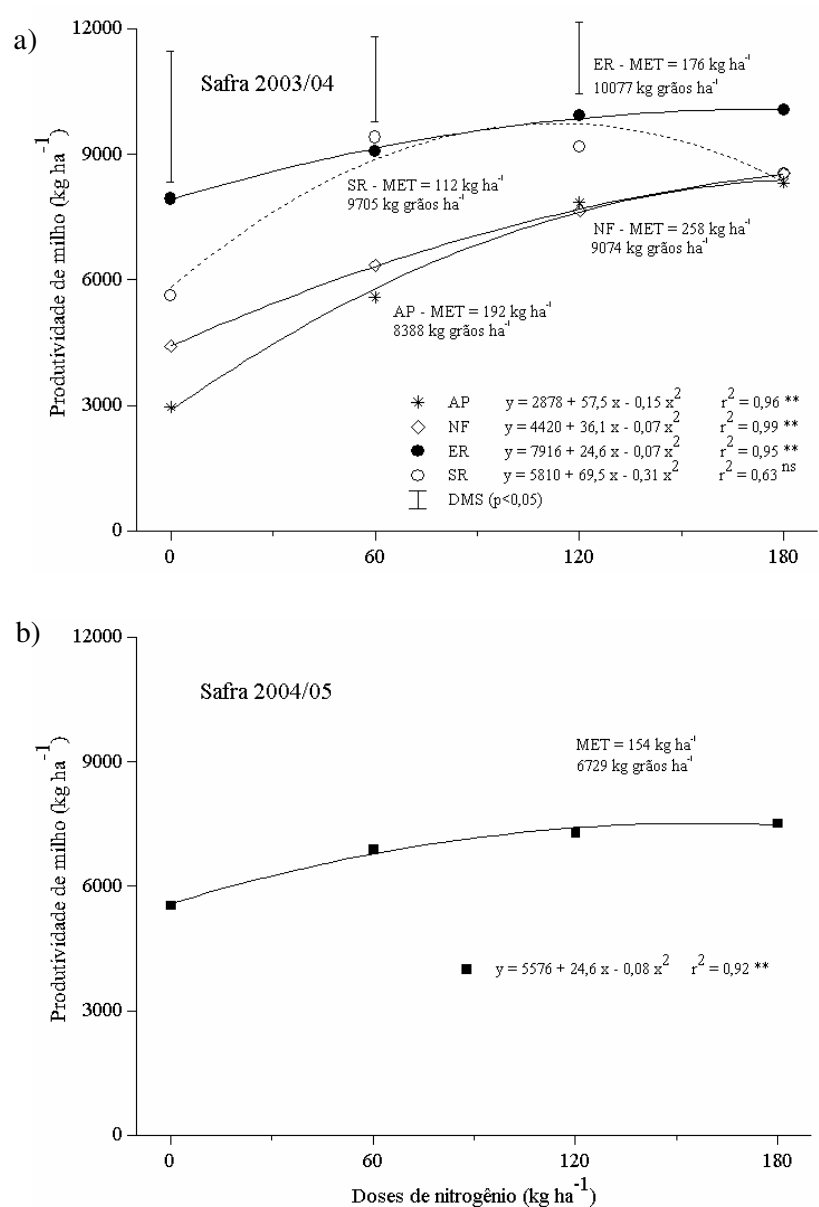 a)
Produtividade de milho (kg ha⁻¹)
12000
9000
6000
3000
0
Safra 2003/04
ER - MET = 176 kg ha⁻¹
10077 kg grãos ha⁻¹
SR - MET = 112 kg ha⁻¹
9705 kg grãos ha⁻¹
NF - MET = 258 kg ha⁻¹
9074 kg grãos ha⁻¹
AP - MET = 192 kg ha⁻¹
8388 kg grãos ha⁻¹
AP y = 2878 + 57,5 x - 0,15 x² r² = 0,96 **
NF y = 4420 + 36,1 x - 0,07 x² r² = 0,99 **
ER y = 7916 + 24,6 x - 0,07 x² r² = 0,95 **
SR y = 5810 + 69,5 x - 0,31 x² r² = 0,63 ns
DMS (p<0,05)
0 60 120 180
b)
Produtividade de milho (kg ha⁻¹)
12000
9000
6000
3000
0
Safra 2004/05
MET = 154 kg ha⁻¹
6729 kg grãos ha⁻¹
y = 5576 + 24,6 x - 0,08 x² r² = 0,92 **
0 60 120 180
Doses de nitrogênio (kg ha⁻¹)